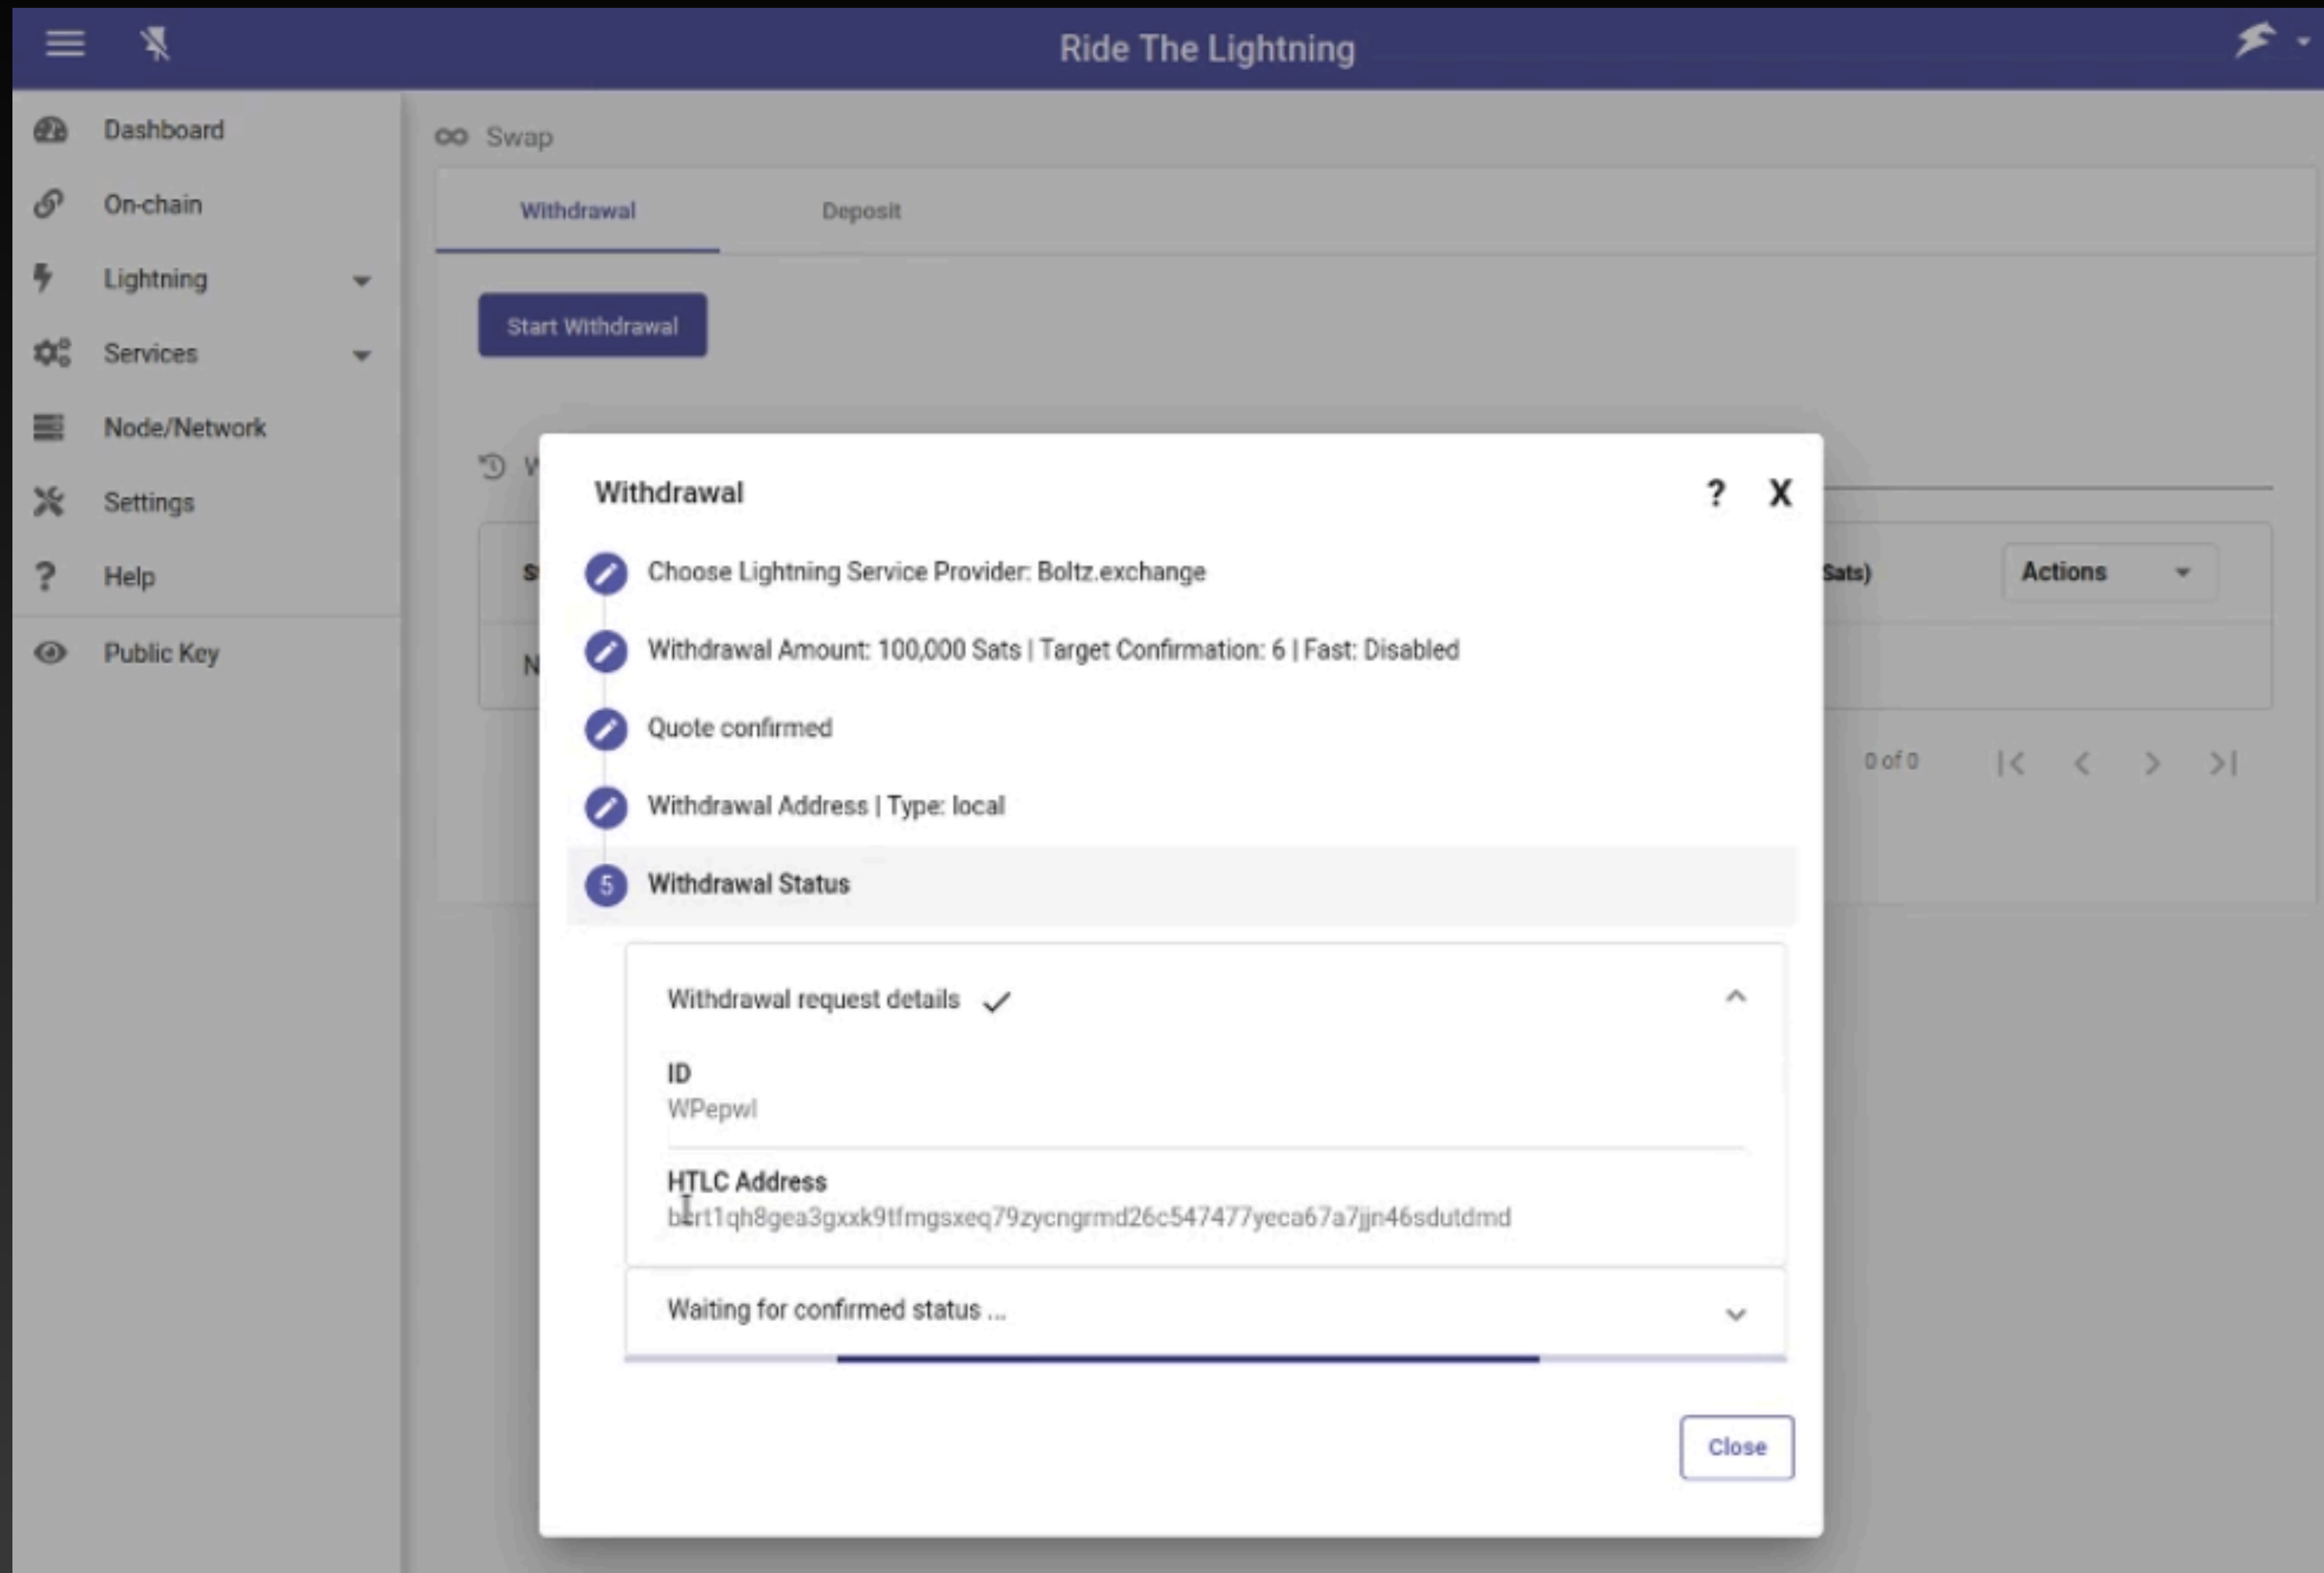 Ride The Lightning
Dashboard
On-chain
Lightning
Services
Node/Network
Settings
Help
Public Key
Swap
Withdrawal Deposit
Start Withdrawal
Sats) Actions
0 of 0
Withdrawal ? X
Choose Lightning Service Provider: Boltz.exchange
Withdrawal Amount: 100,000 Sats | Target Confirmation: 6 | Fast: Disabled
Quote confirmed
Withdrawal Address | Type: local
5 Withdrawal Status
Withdrawal request details
ID
WPepwl
HTLC Address
bcrt1qh8gea3gxxk9tfmgsxeq79zycngrmd26c547477yeca67a7jjn46sdutdmd
Waiting for confirmed status ...
Close